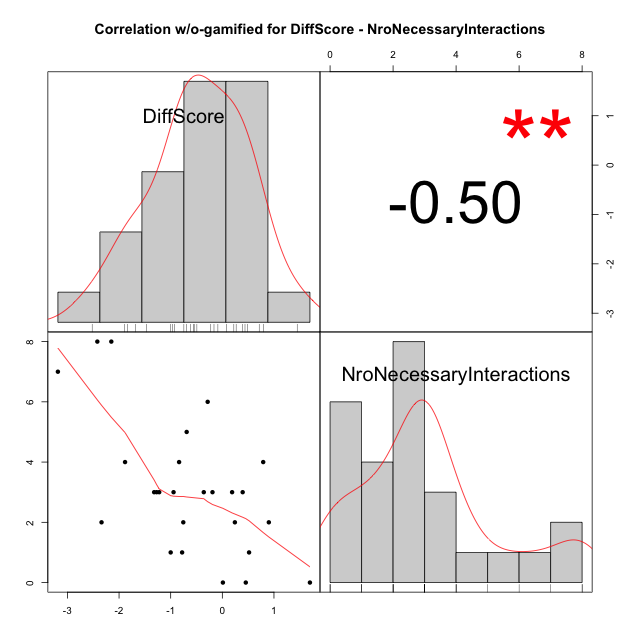 Correlation w/o-gamified for DiffScore - NroNecessaryInteractions
0 2 4 6 8
DiffScore
**
-0.50
1
0
-1
-2
-3
8
6
4
2
0
NroNecessaryInteractions
-3 -2 -1 0 1